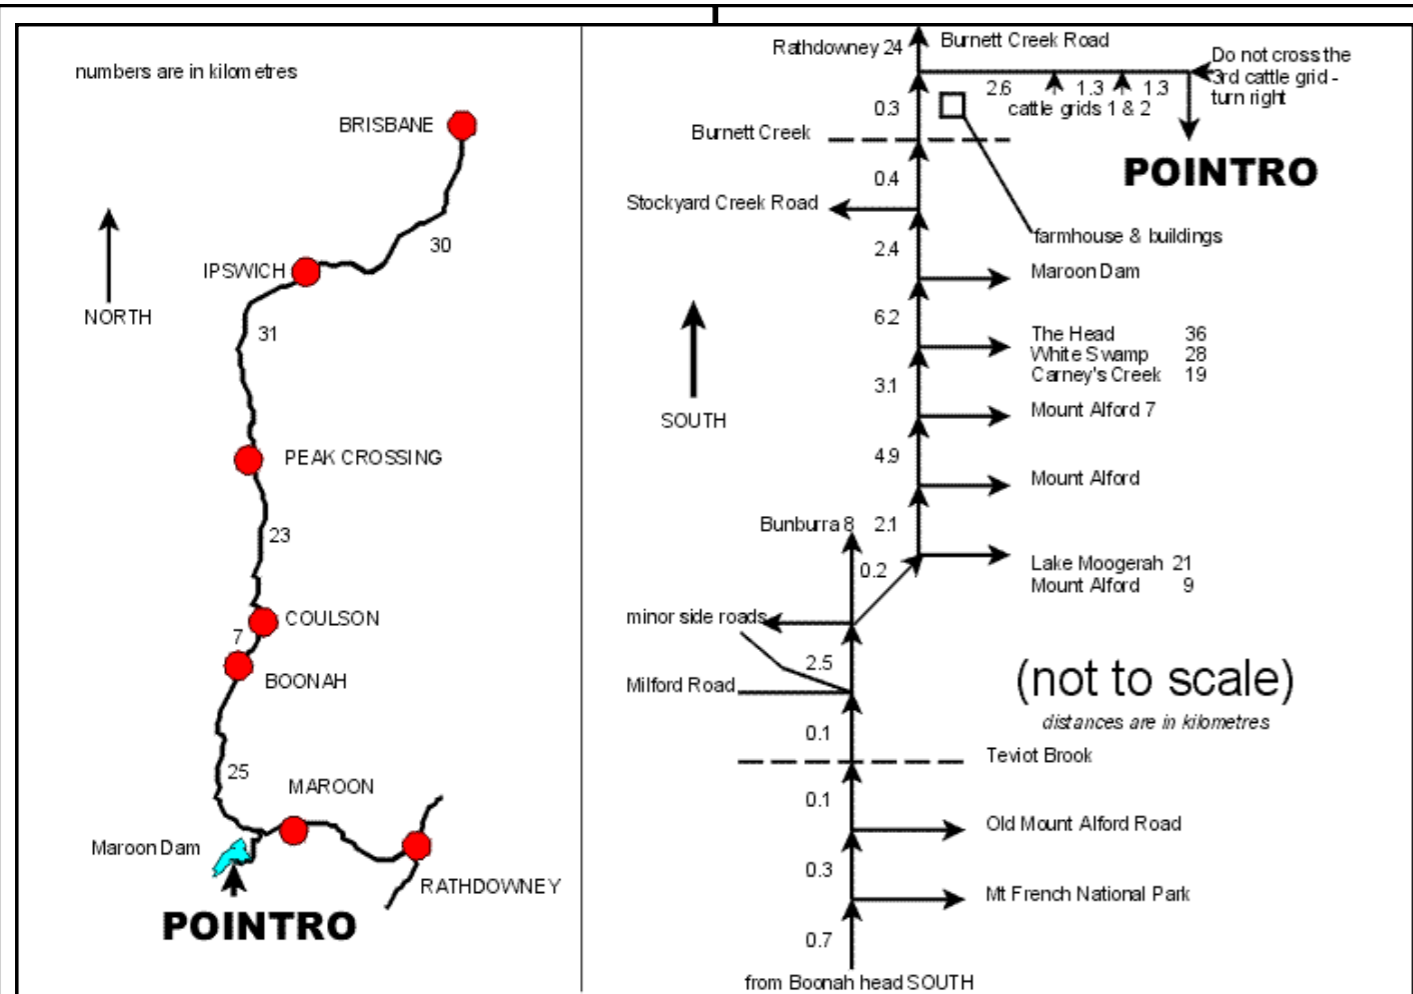 numbers are in kilometres
BRISBANE
30
IPSWICH
NORTH
31
PEAK CROSSING
23
COULSON
7
BOONAH
25
MAROON
Maroon Dam
RATHDOWNEY
POINTRO
Rathdowney 24
Burnett Creek Road
Do not cross the
3rd cattle grid -
turn right
2.6
1.3
1.3
cattle grids 1 & 2
0.3
Burnett Creek
POINTRO
0.4
Stockyard Creek Road
farmhouse & buildings
2.4
Maroon Dam
6.2
The Head 36
White Swamp 28
Carney's Creek 19
3.1
SOUTH
Mount Alford 7
4.9
Mount Alford
Bunburra 8
2.1
Lake Moogerah 21
Mount Alford 9
0.2
minor side roads
2.5
(not to scale)
distances are in kilometres
Milford Road
0.1
Teviot Brook
0.1
Old Mount Alford Road
0.3
Mt French National Park
0.7
from Boonah head SOUTH